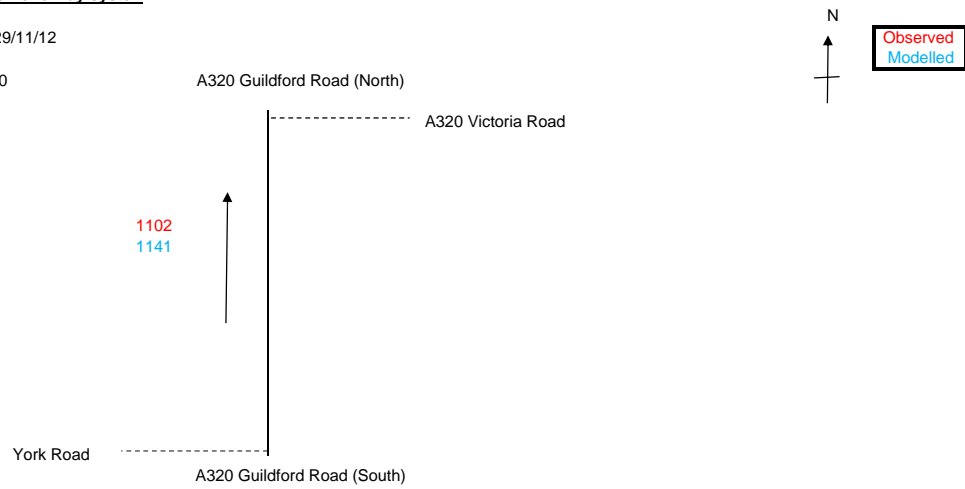 29/11/12
N
Observed
Modelled
0
A320 Guildford Road (North)
A320 Victoria Road
1102
1141
York Road
A320 Guildford Road (South)